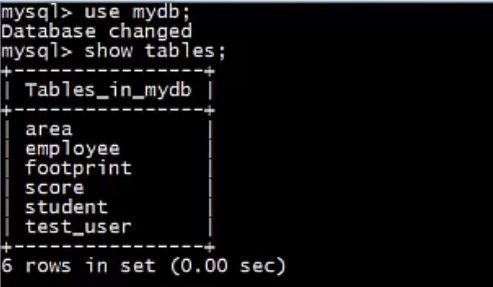 mysql> use mydb;
Database changed
mysql> show tables;
+----------------+
| Tables_in_mydb |
+----------------+
| area           |
| employee       |
| footprint      |
| score          |
| student        |
| test_user      |
+----------------+
6 rows in set (0.00 sec)